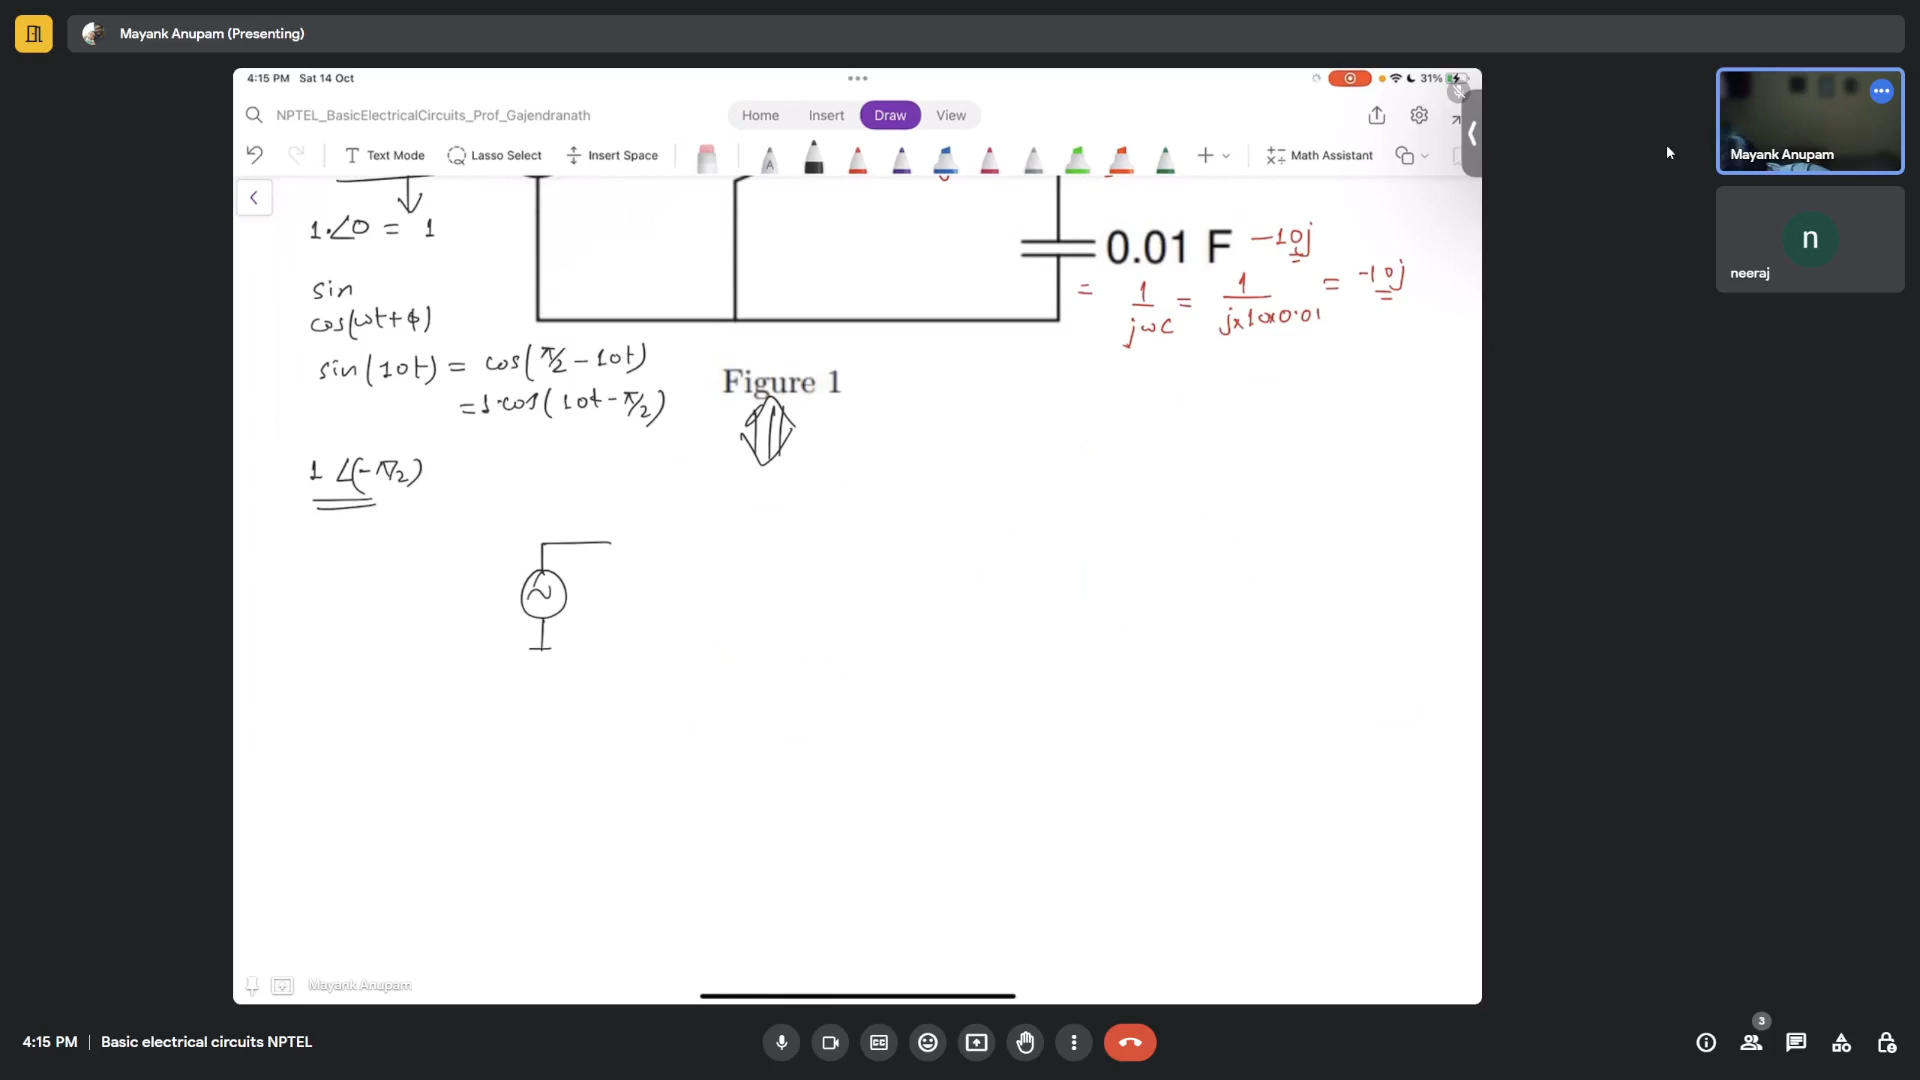 Mayank Anupam (Presenting)
4:15 PM Sat 14 Oct
31%
NPTEL_BasicElectricalCircuits_Prof_Gajendranath
Home Insert Draw View
Text Mode Lasso Select Insert Space A Math Assistant
1.∠0 = 1
0.01 F -10j
= 1/jωC = 1/j×10×0.01 = -10j
sin
cos(ωt+φ)
sin(10t) = cos(π/2 - 10t)
=1.cos(10t - π/2)
Figure 1
1 ∠(-π/2)
Mayank Anupam
Mayank Anupam
n
neeraj
4:15 PM | Basic electrical circuits NPTEL
3